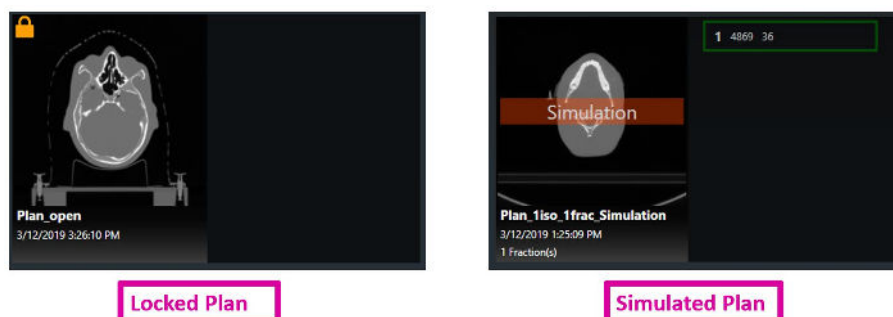 Plan_open
3/12/2019 3:26:10 PM
Locked Plan
Simulation
1 4869 36
Plan_1iso_1frac_Simulation
3/12/2019 1:25:09 PM
1 Fraction(s)
Simulated Plan